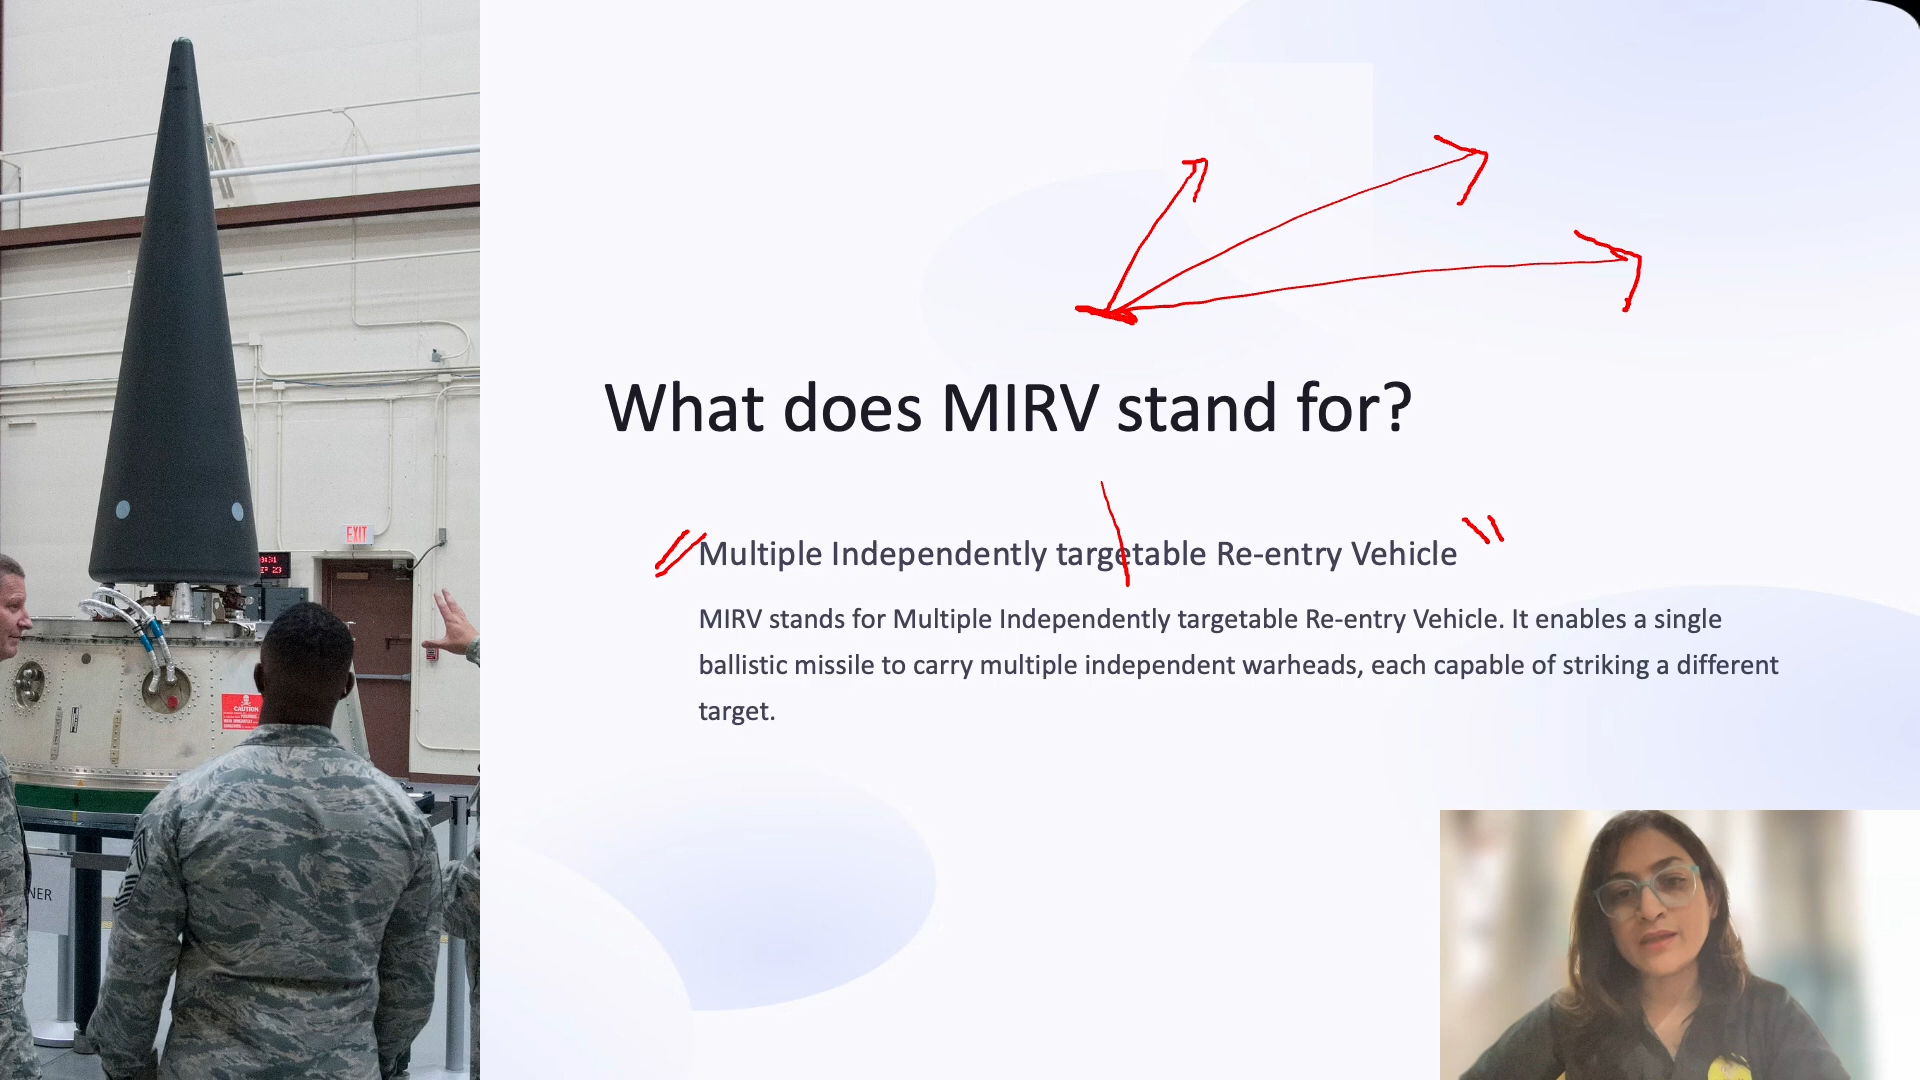 What does MIRV stand for?
Multiple Independently targetable Re-entry Vehicle
MIRV stands for Multiple Independently targetable Re-entry Vehicle. It enables a single
ballistic missile to carry multiple independent warheads, each capable of striking a different
target.
EXIT
CAUTION
NER